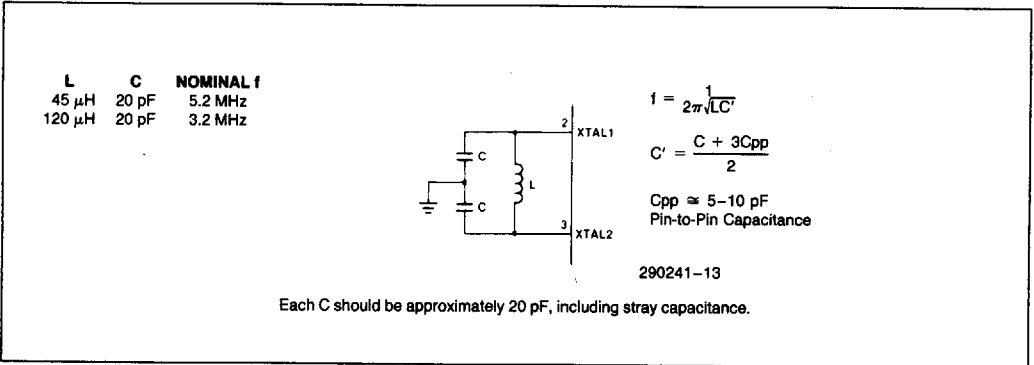 L C NOMINAL f
45 μH 20 pF 5.2 MHz
120 μH 20 pF 3.2 MHz
2 XTAL1
C
L
C
3 XTAL2
f = 1 / 2π√LC'
C' = C + 3Cpp / 2
Cpp ≅ 5–10 pF
Pin-to-Pin Capacitance
290241–13
Each C should be approximately 20 pF, including stray capacitance.